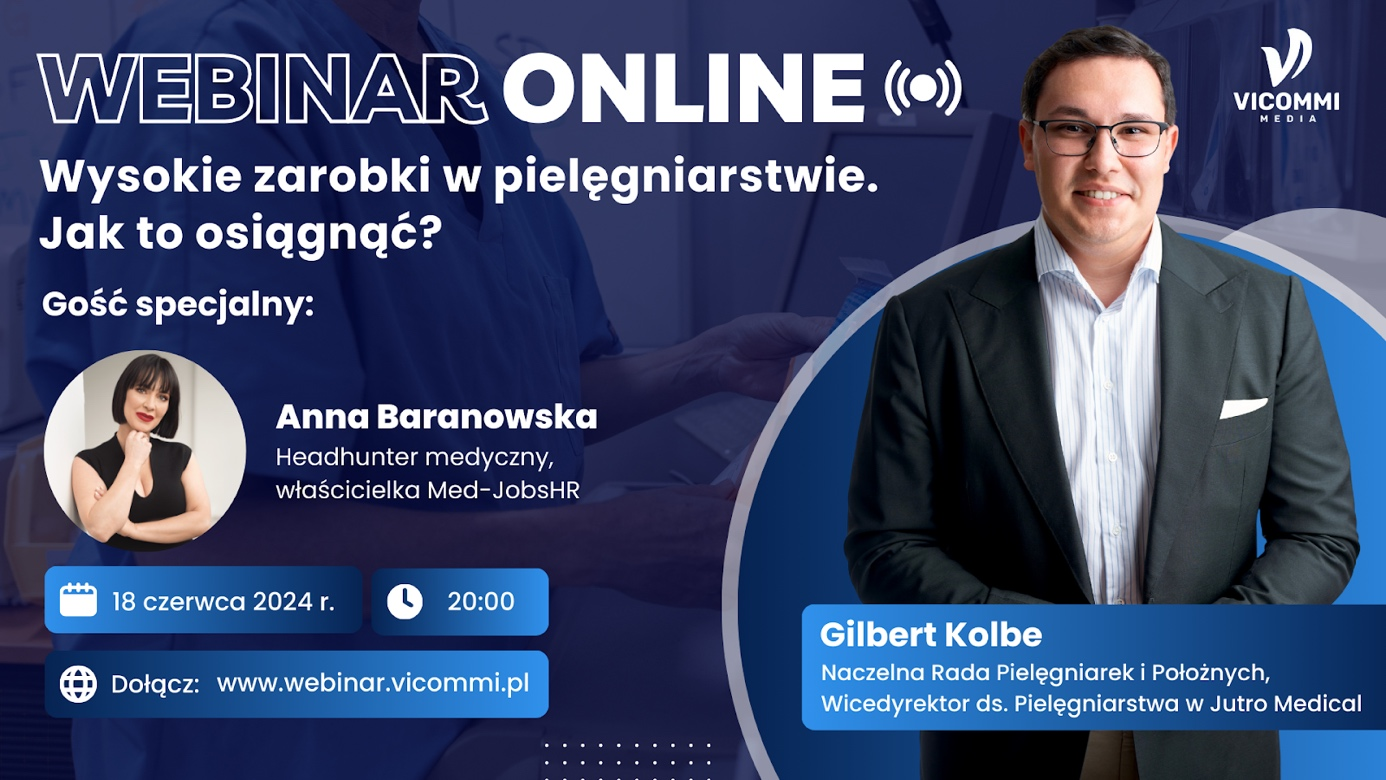 WEBINAR ONLINE
VICOMMI
MEDIA
Wysokie zarobki w pielęgniarstwie.
Jak to osiągnąć?
Gość specjalny:
Anna Baranowska
Headhunter medyczny,
właścicielka Med-JobsHR
18 czerwca 2024 r.
20:00
Dołącz: www.webinar.vicommi.pl
Gilbert Kolbe
Naczelna Rada Pielęgniarek i Położnych,
Wicedyrektor ds. Pielęgniarstwa w Jutro Medical